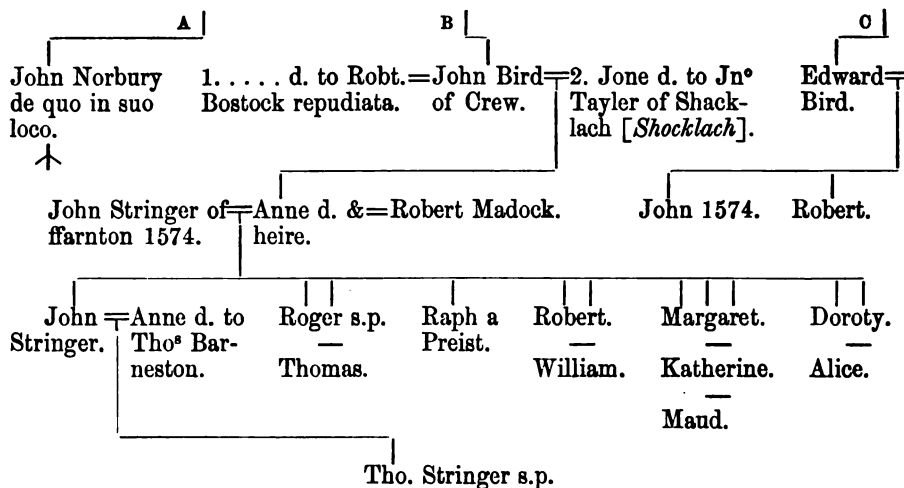 A B C
John Norbury 1. . . . . d. to Robt.=John Bird=2. Jone d. to Jnº Edward=
de quo in suo Bostock repudiata. of Crew. Tayler of Shack- Bird.
loco. lach [Shocklach].
John Stringer of=Anne d. &=Robert Madock. John 1574. Robert.
ffarnton 1574. heire.
John =Anne d. to Roger s.p. Raph a Robert. Margaret. Doroty.
Stringer. Thoˢ Bar- — Preist. — — —
neston. Thomas. William. Katherine. Alice.
—
Maud.
Tho. Stringer s.p.